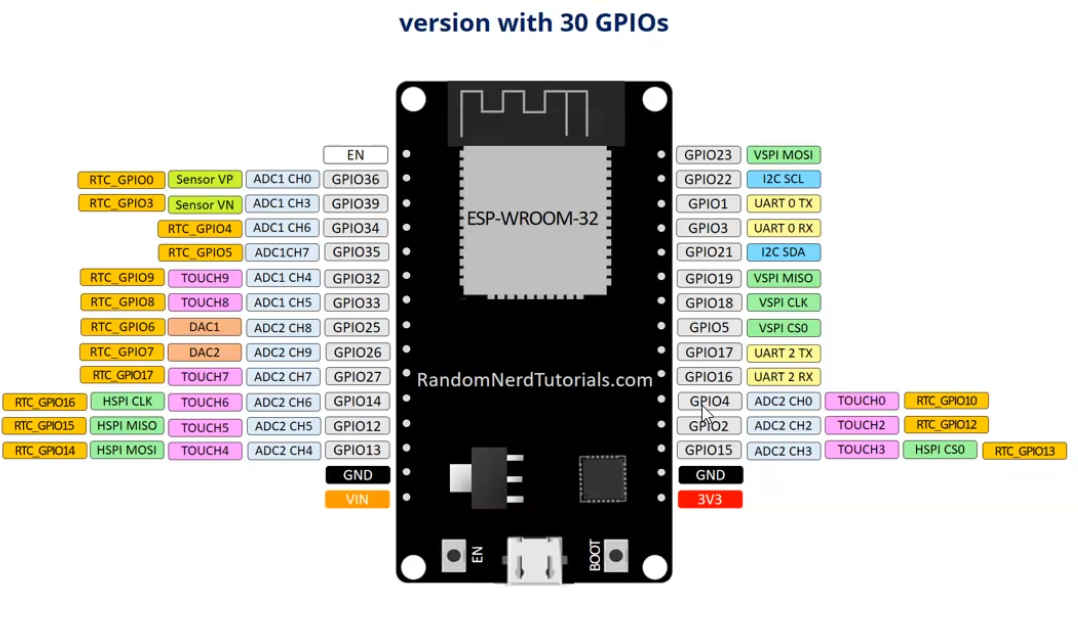 version with 30 GPIOs
EN GPIO23 VSPI MOSI
RTC_GPIO0 Sensor VP ADC1 CH0 GPIO36 GPIO22 I2C SCL
RTC_GPIO3 Sensor VN ADC1 CH3 GPIO39 GPIO1 UART 0 TX
RTC_GPIO4 ADC1 CH6 GPIO34 ESP-WROOM-32 GPIO3 UART 0 RX
RTC_GPIO5 ADC1CH7 GPIO35 GPIO21 I2C SDA
RTC_GPIO9 TOUCH9 ADC1 CH4 GPIO32 GPIO19 VSPI MISO
RTC_GPIO8 TOUCH8 ADC1 CH5 GPIO33 GPIO18 VSPI CLK
RTC_GPIO6 DAC1 ADC2 CH8 GPIO25 GPIO5 VSPI CS0
RTC_GPIO7 DAC2 ADC2 CH9 GPIO26 GPIO17 UART 2 TX
RTC_GPIO17 TOUCH7 ADC2 CH7 GPIO27 RandomNerdTutorials.com GPIO16 UART 2 RX
RTC_GPIO16 HSPI CLK TOUCH6 ADC2 CH6 GPIO14 GPIO4 ADC2 CH0 TOUCH0 RTC_GPIO10
RTC_GPIO15 HSPI MISO TOUCH5 ADC2 CH5 GPIO12 GPIO2 ADC2 CH2 TOUCH2 RTC_GPIO12
RTC_GPIO14 HSPI MOSI TOUCH4 ADC2 CH4 GPIO13 GPIO15 ADC2 CH3 TOUCH3 HSPI CS0 RTC_GPIO13
GND GND
VIN 3V3
EN BOOT